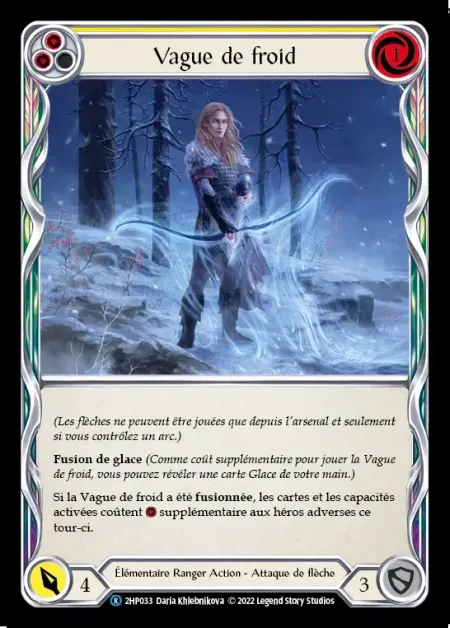 Vague de froid
1
(Les flèches ne peuvent être jouées que depuis l'arsenal et seulement
si vous contrôlez un arc.)
Fusion de glace (Comme coût supplémentaire pour jouer la Vague
de froid, vous pouvez révéler une carte Glace de votre main.)
Si la Vague de froid a été fusionnée, les cartes et les capacités
activées coûtent supplémentaire aux héros adverses ce
tour-ci.
4
Élémentaire Ranger Action - Attaque de flèche
3
R 2HP033 Daria Khlebnikova © 2022 Legend Story Studios